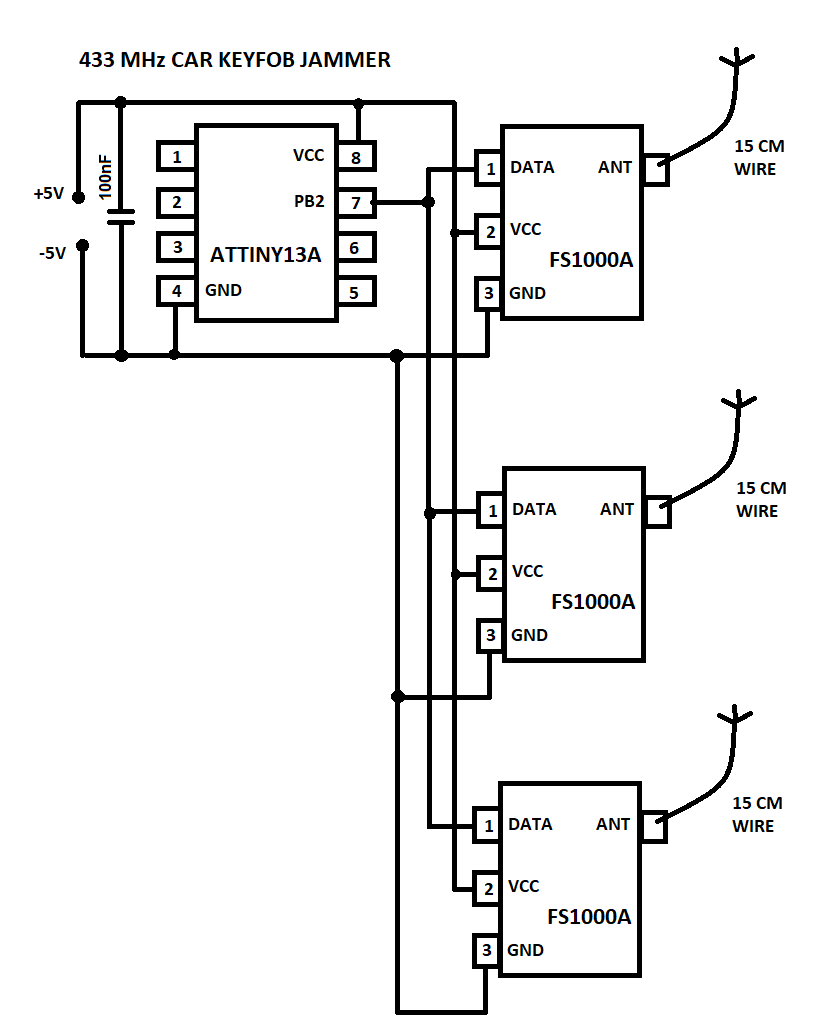 433 MHz CAR KEYFOB JAMMER
+5V
-5V
100nF
1
2
3
4
GND
VCC
8
PB2
7
6
5
ATTINY13A
1
DATA
ANT
2
VCC
FS1000A
3
GND
15 CM
WIRE
1
DATA
ANT
2
VCC
FS1000A
3
GND
15 CM
WIRE
1
DATA
ANT
2
VCC
FS1000A
3
GND
15 CM
WIRE